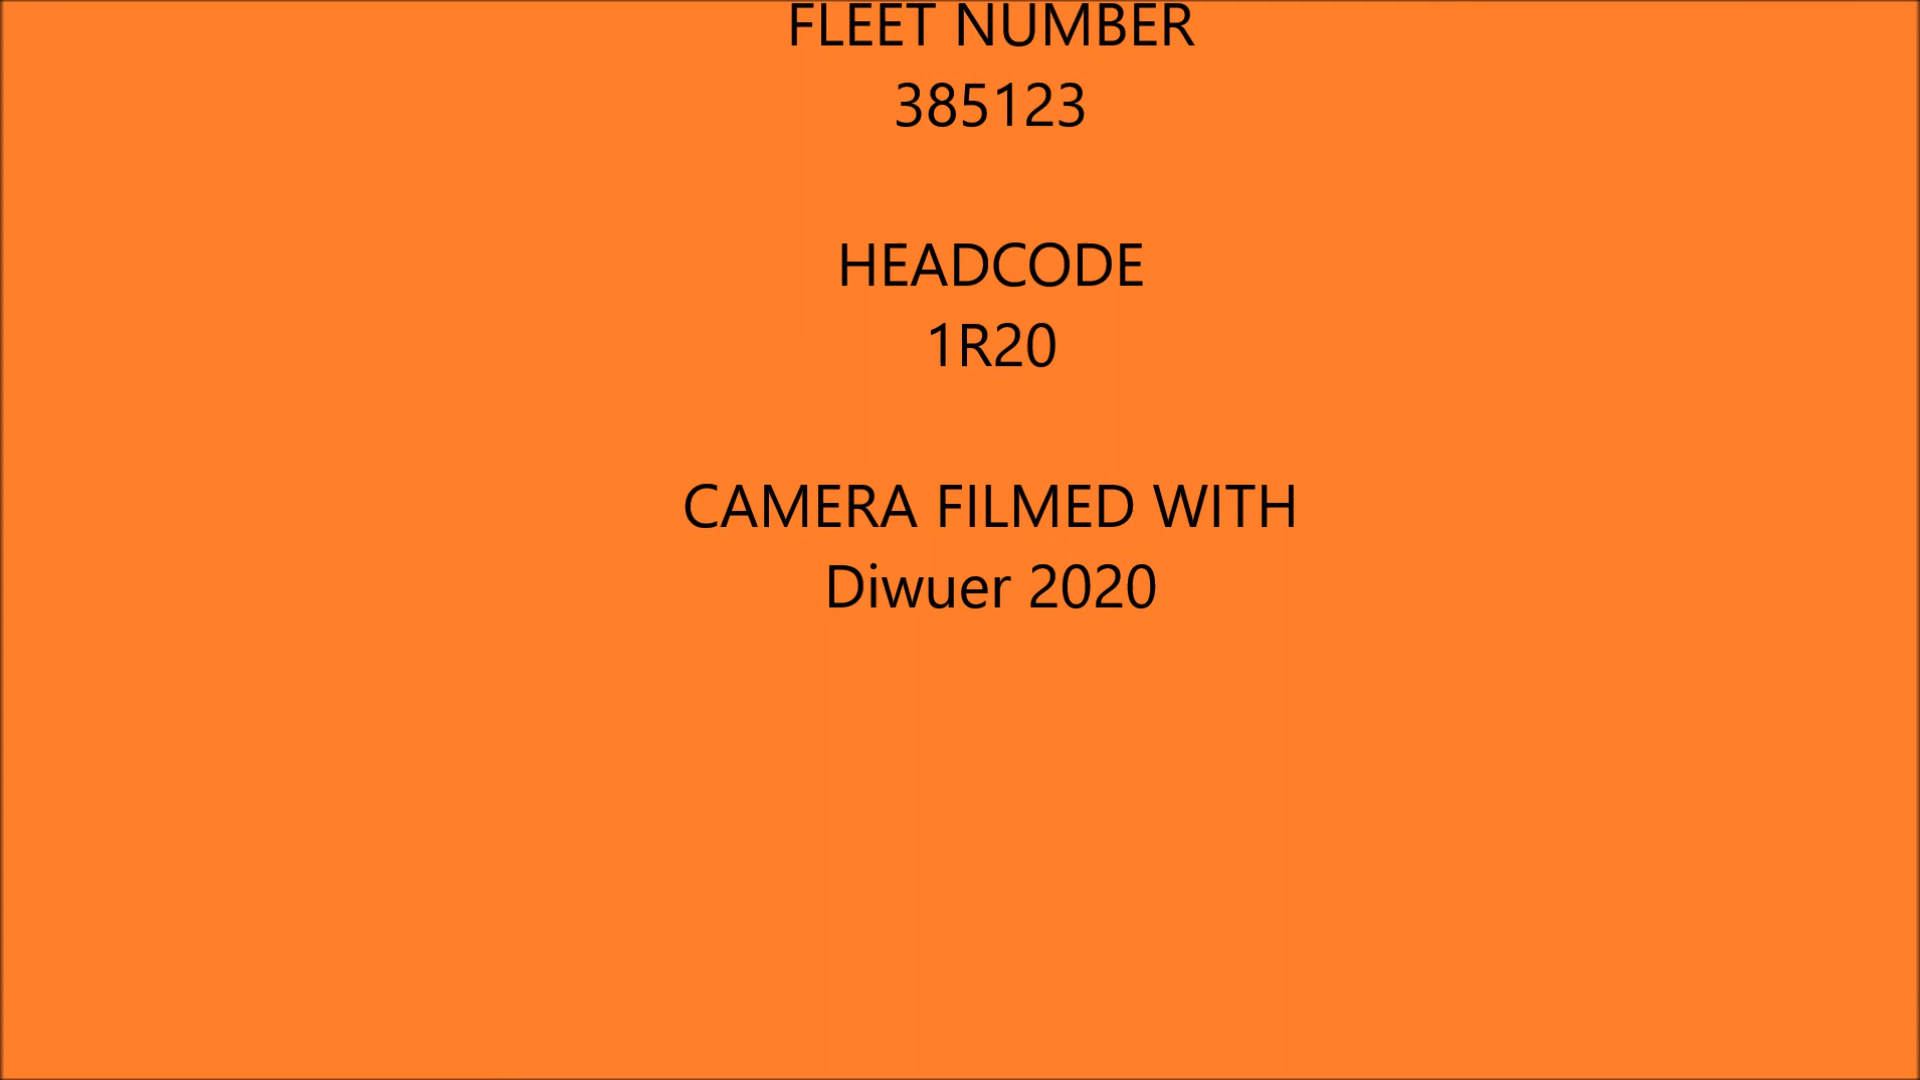 FLEET NUMBER
385123
HEADCODE
1R20
CAMERA FILMED WITH
Diwuer 2020